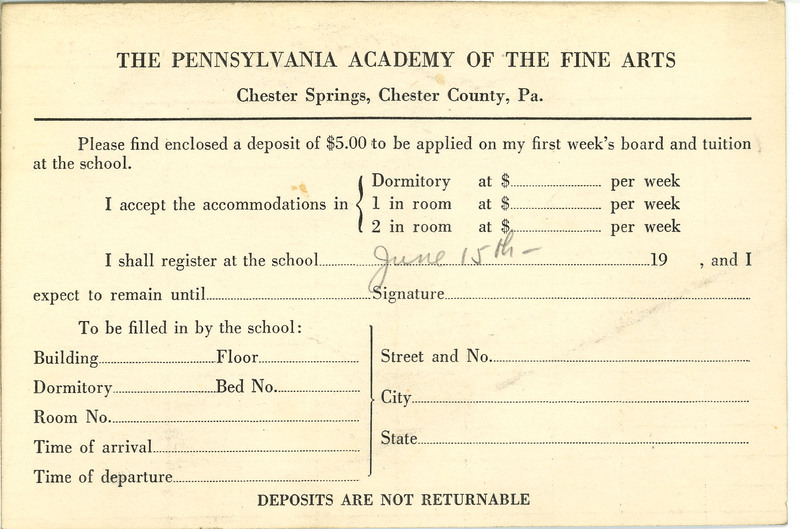 THE PENNSYLVANIA ACADEMY OF THE FINE ARTS
Chester Springs, Chester County, Pa.
Please find enclosed a deposit of $5.00 to be applied on my first week's board and tuition
at the school.
Dormitory at $ per week
I accept the accommodations in { 1 in room at $ per week
2 in room at $ per week
I shall register at the school June 15th - 19 , and I
expect to remain until Signature
To be filled in by the school:
Building Floor
Street and No.
Dormitory Bed No.
City
Room No.
State
Time of arrival
Time of departure
DEPOSITS ARE NOT RETURNABLE